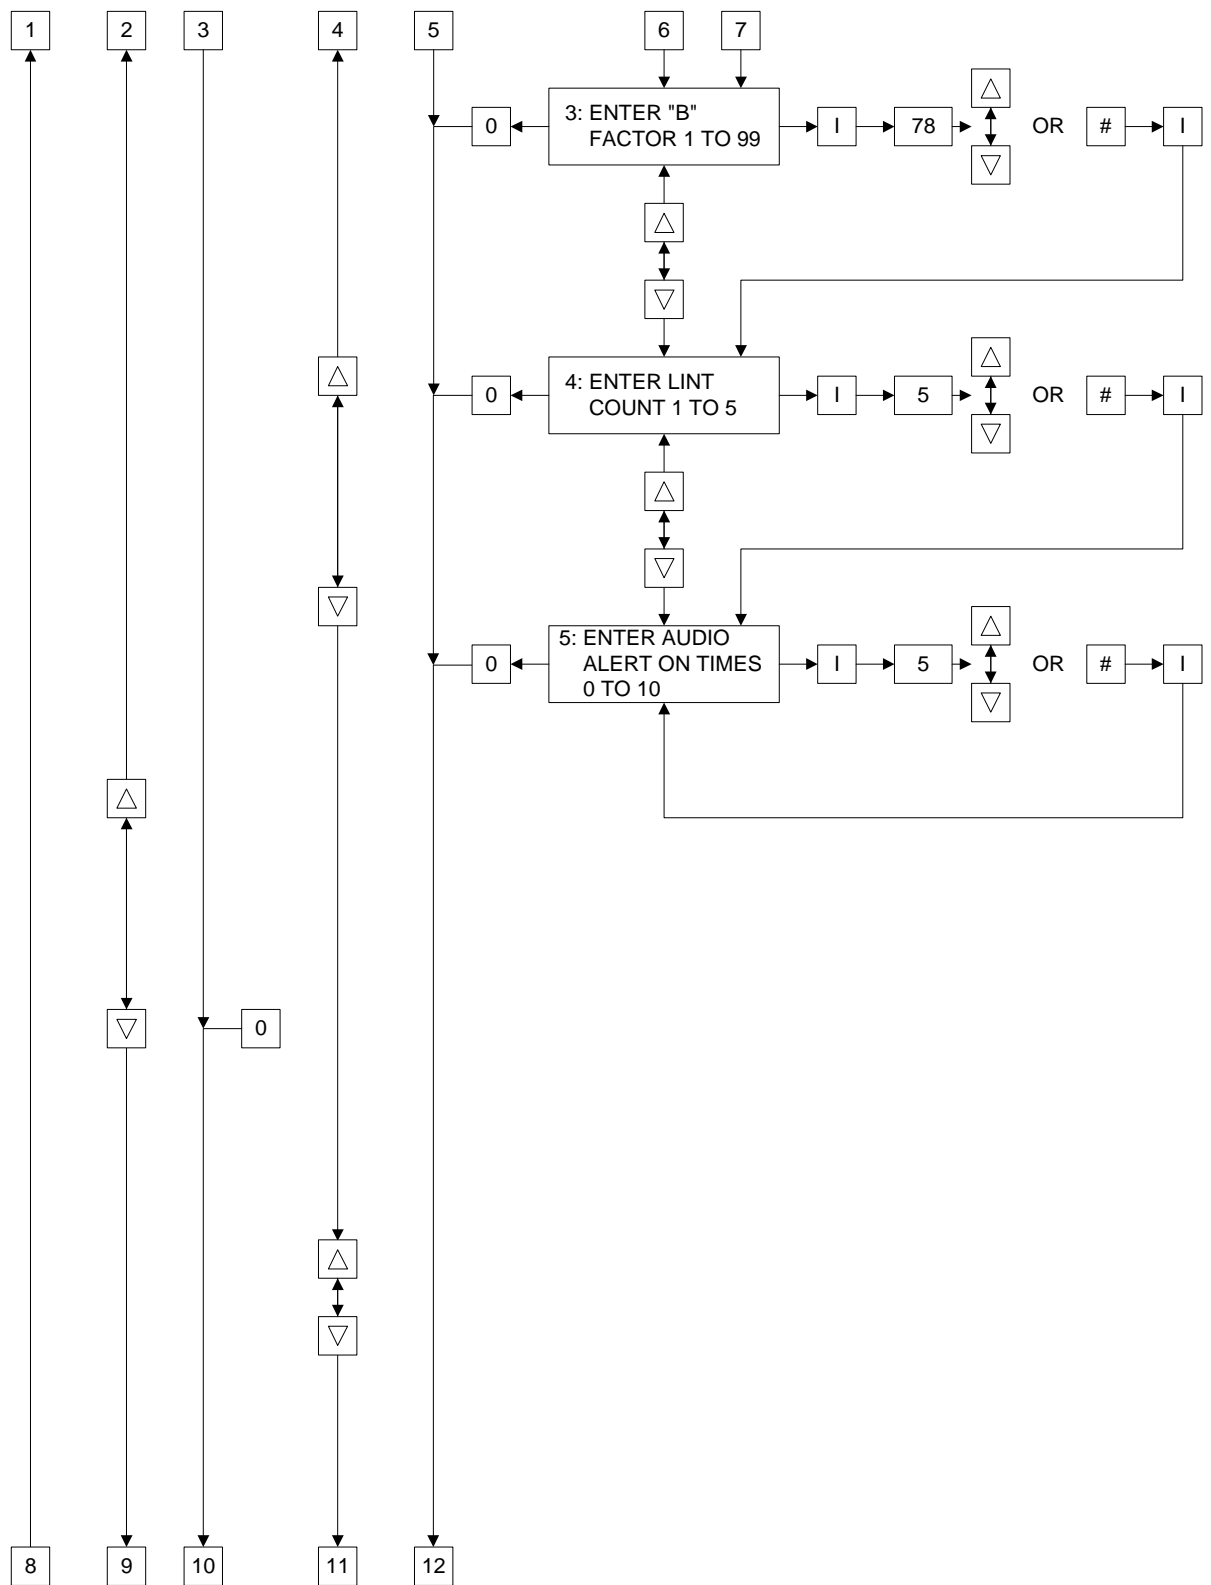 1 2 3 4 5 6 7
0 3: ENTER "B" FACTOR 1 TO 99 I 78 OR # I
0 4: ENTER LINT COUNT 1 TO 5 I 5 OR # I
0 5: ENTER AUDIO ALERT ON TIMES 0 TO 10 I 5 OR # I
0
8 9 10 11 12